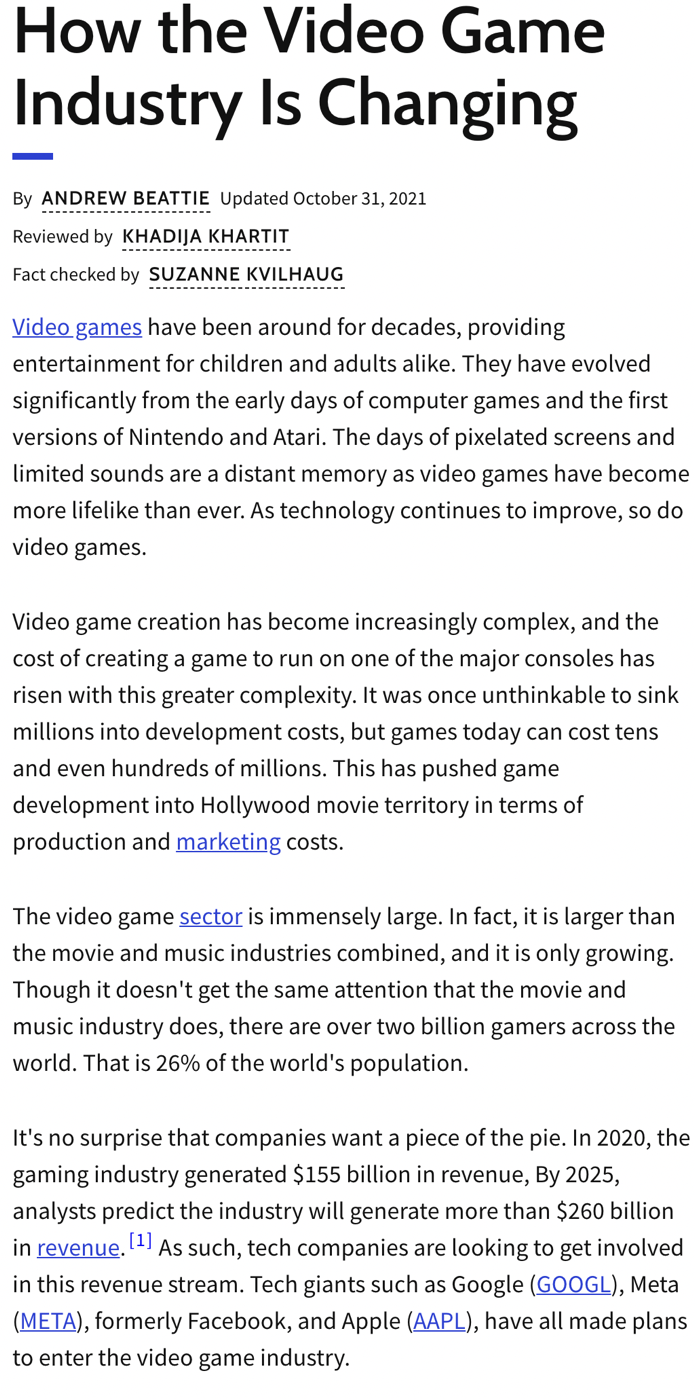 How the Video Game
Industry Is Changing
By ANDREW BEATTIE Updated October 31, 2021
Reviewed by KHADIJA KHARTIT
Fact checked by SUZANNE KVILHAUG
Video games have been around for decades, providing
entertainment for children and adults alike. They have evolved
significantly from the early days of computer games and the first
versions of Nintendo and Atari. The days of pixelated screens and
limited sounds are a distant memory as video games have become
more lifelike than ever. As technology continues to improve, so do
video games.
Video game creation has become increasingly complex, and the
cost of creating a game to run on one of the major consoles has
risen with this greater complexity. It was once unthinkable to sink
millions into development costs, but games today can cost tens
and even hundreds of millions. This has pushed game
development into Hollywood movie territory in terms of
production and marketing costs.
The video game sector is immensely large. In fact, it is larger than
the movie and music industries combined, and it is only growing.
Though it doesn't get the same attention that the movie and
music industry does, there are over two billion gamers across the
world. That is 26% of the world's population.
It's no surprise that companies want a piece of the pie. In 2020, the
gaming industry generated $155 billion in revenue, By 2025,
analysts predict the industry will generate more than $260 billion
in revenue.[1] As such, tech companies are looking to get involved
in this revenue stream. Tech giants such as Google (GOOGL), Meta
(META), formerly Facebook, and Apple (AAPL), have all made plans
to enter the video game industry.